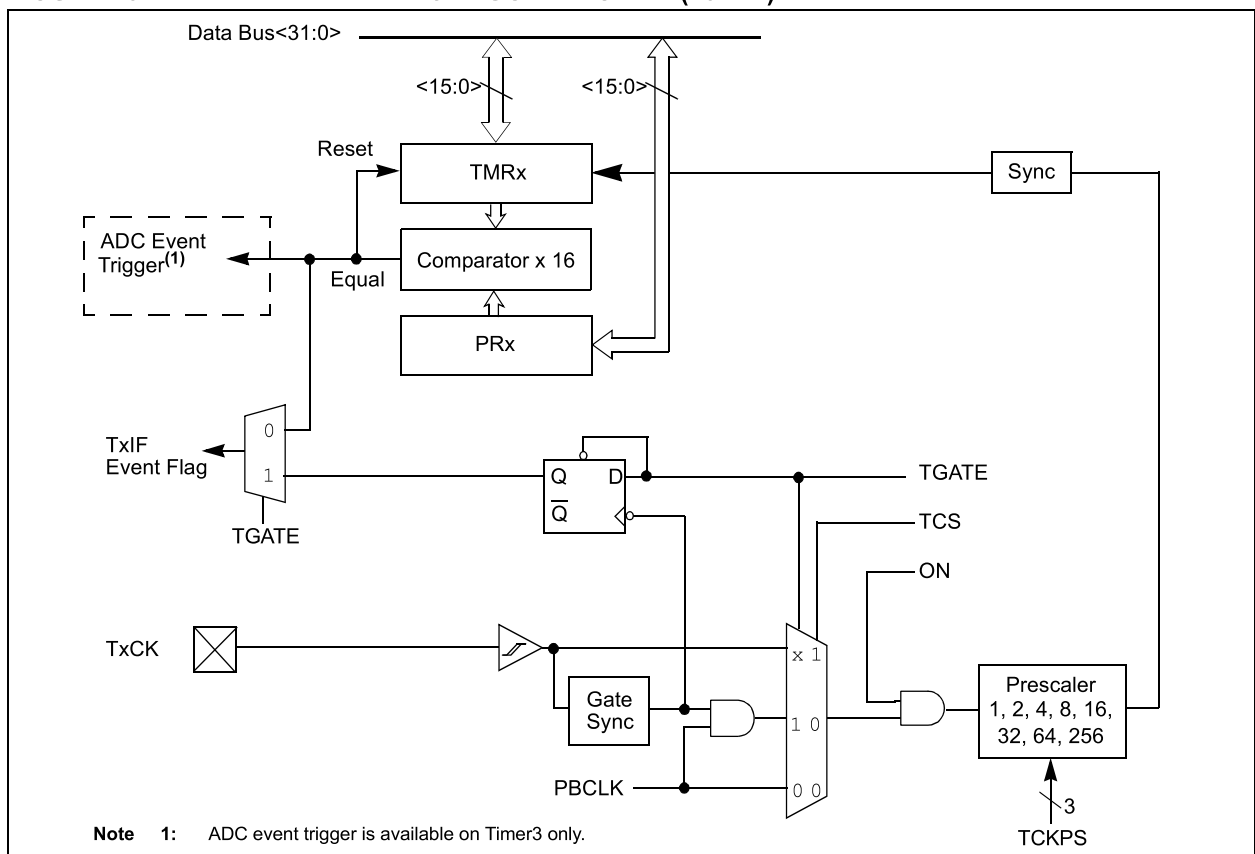 Data Bus<31:0>
<15:0> <15:0>
Reset
TMRx
Sync
ADC Event
Trigger(1)
Equal
Comparator x 16
PRx
TxIF
Event Flag
0
1
TGATE
Q D
Q
TGATE
TCS
ON
TxCK
x 1
Gate
Sync
1 0
Prescaler
1, 2, 4, 8, 16,
32, 64, 256
PBCLK
0 0
3
TCKPS
Note 1: ADC event trigger is available on Timer3 only.